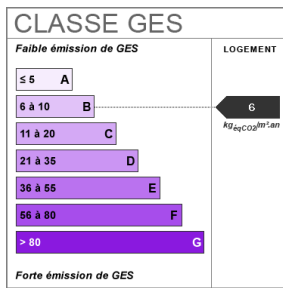 CLASSE GES
Faible émission de GES
LOGEMENT
≤ 5 A
6 à 10 B
6
kgéqCO2/m².an
11 à 20 C
21 à 35 D
36 à 55 E
56 à 80 F
> 80 G
Forte émission de GES